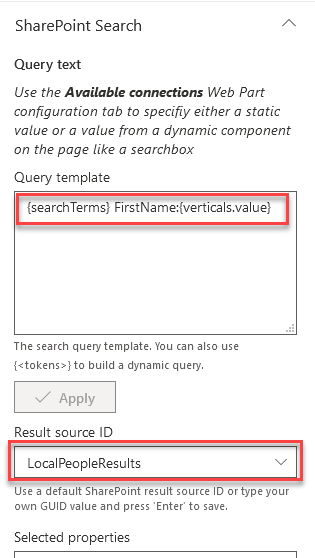 SharePoint Search
Query text
Use the Available connections Web Part
configuration tab to specifiy either a static
value or a value from a dynamic component
on the page like a searchbox
Query template
{searchTerms} FirstName:{verticals.value}
The search query template. You can also use
{<tokens>} to build a dynamic query.
Apply
Result source ID
LocalPeopleResults
Use a default SharePoint result source ID or type your
own GUID value and press 'Enter' to save.
Selected properties